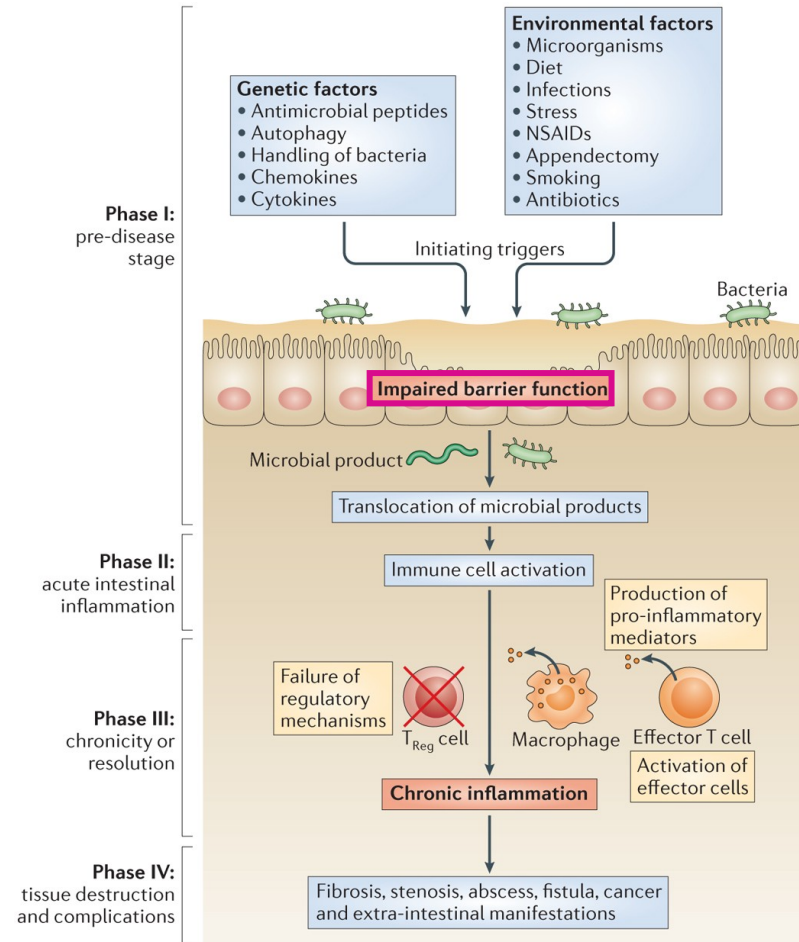 Environmental factors
• Microorganisms
• Diet
• Infections
• Stress
• NSAIDs
• Appendectomy
• Smoking
• Antibiotics
Genetic factors
• Antimicrobial peptides
• Autophagy
• Handling of bacteria
• Chemokines
• Cytokines
Phase I:
pre-disease
stage
Initiating triggers
Bacteria
Impaired barrier function
Microbial product
Translocation of microbial products
Phase II:
acute intestinal
inflammation
Immune cell activation
Production of
pro-inflammatory
mediators
Failure of
regulatory
mechanisms
Phase III:
chronicity or
resolution
TReg cell
Macrophage
Effector T cell
Activation of
effector cells
Chronic inflammation
Phase IV:
tissue destruction
and complications
Fibrosis, stenosis, abscess, fistula, cancer
and extra-intestinal manifestations